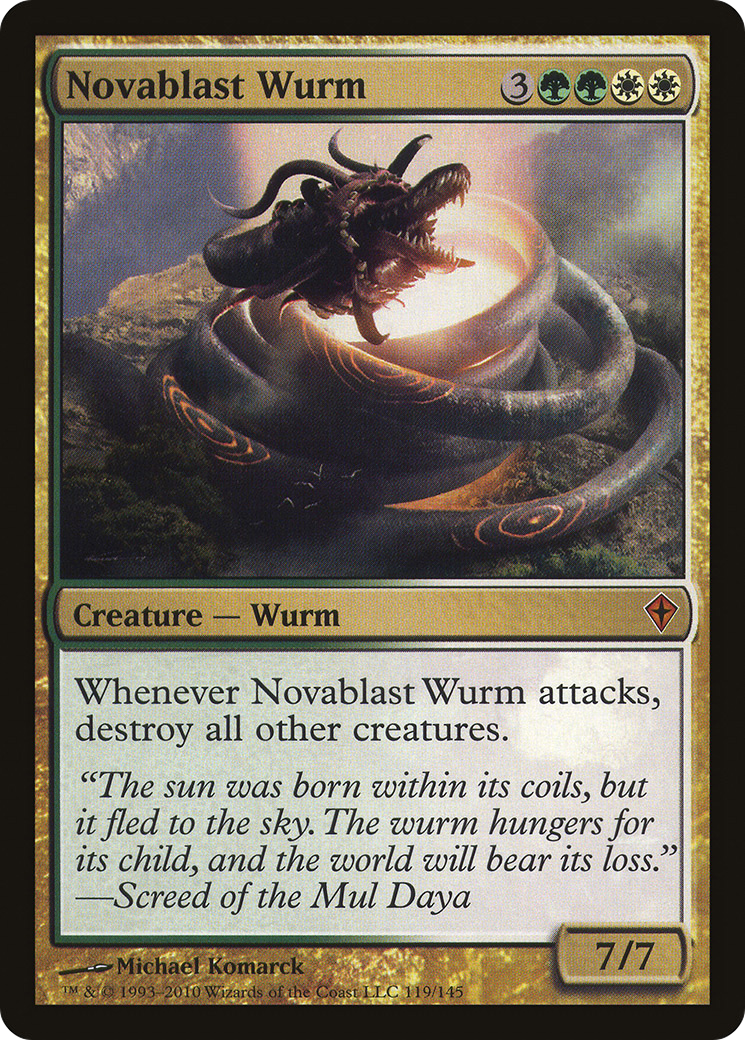 Novablast Wurm 3
Creature — Wurm
Whenever Novablast Wurm attacks,
destroy all other creatures.
“The sun was born within its coils, but
it fled to the sky. The wurm hungers for
its child, and the world will bear its loss.”
—Screed of the Mul Daya
7/7
Michael Komarck
™ & © 1993–2010 Wizards of the Coast LLC 119/145